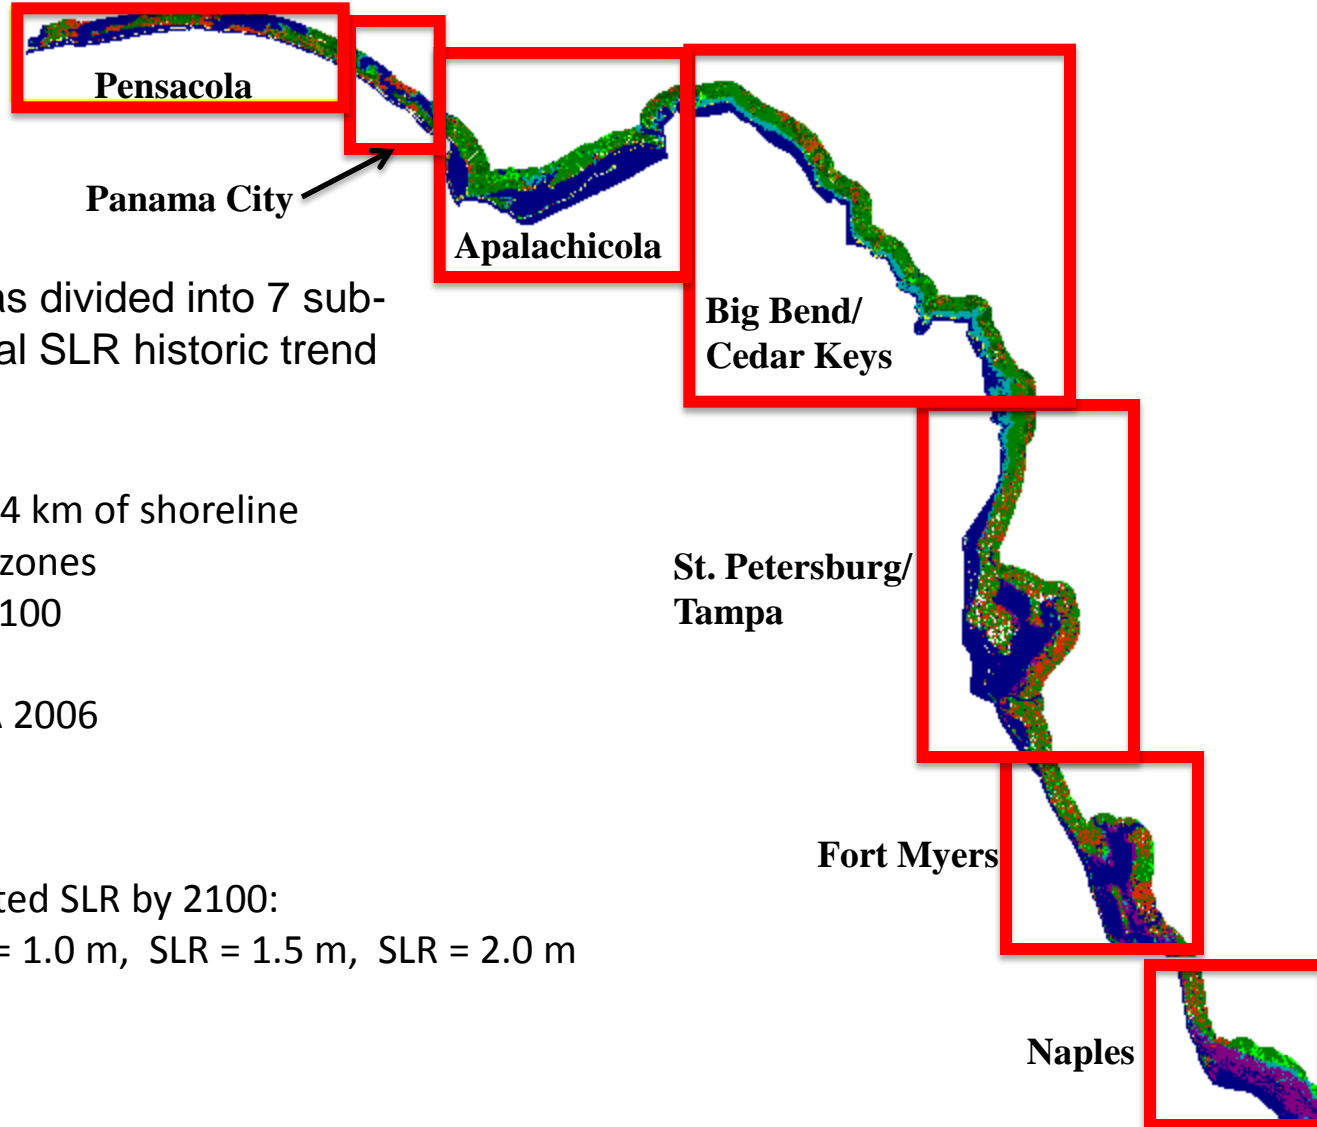 Pensacola
Panama City
Apalachicola
as divided into 7 sub-
al SLR historic trend
Big Bend/
Cedar Keys
4 km of shoreline
zones
100
2006
St. Petersburg/
Tampa
Fort Myers
ted SLR by 2100:
= 1.0 m, SLR = 1.5 m, SLR = 2.0 m
Naples